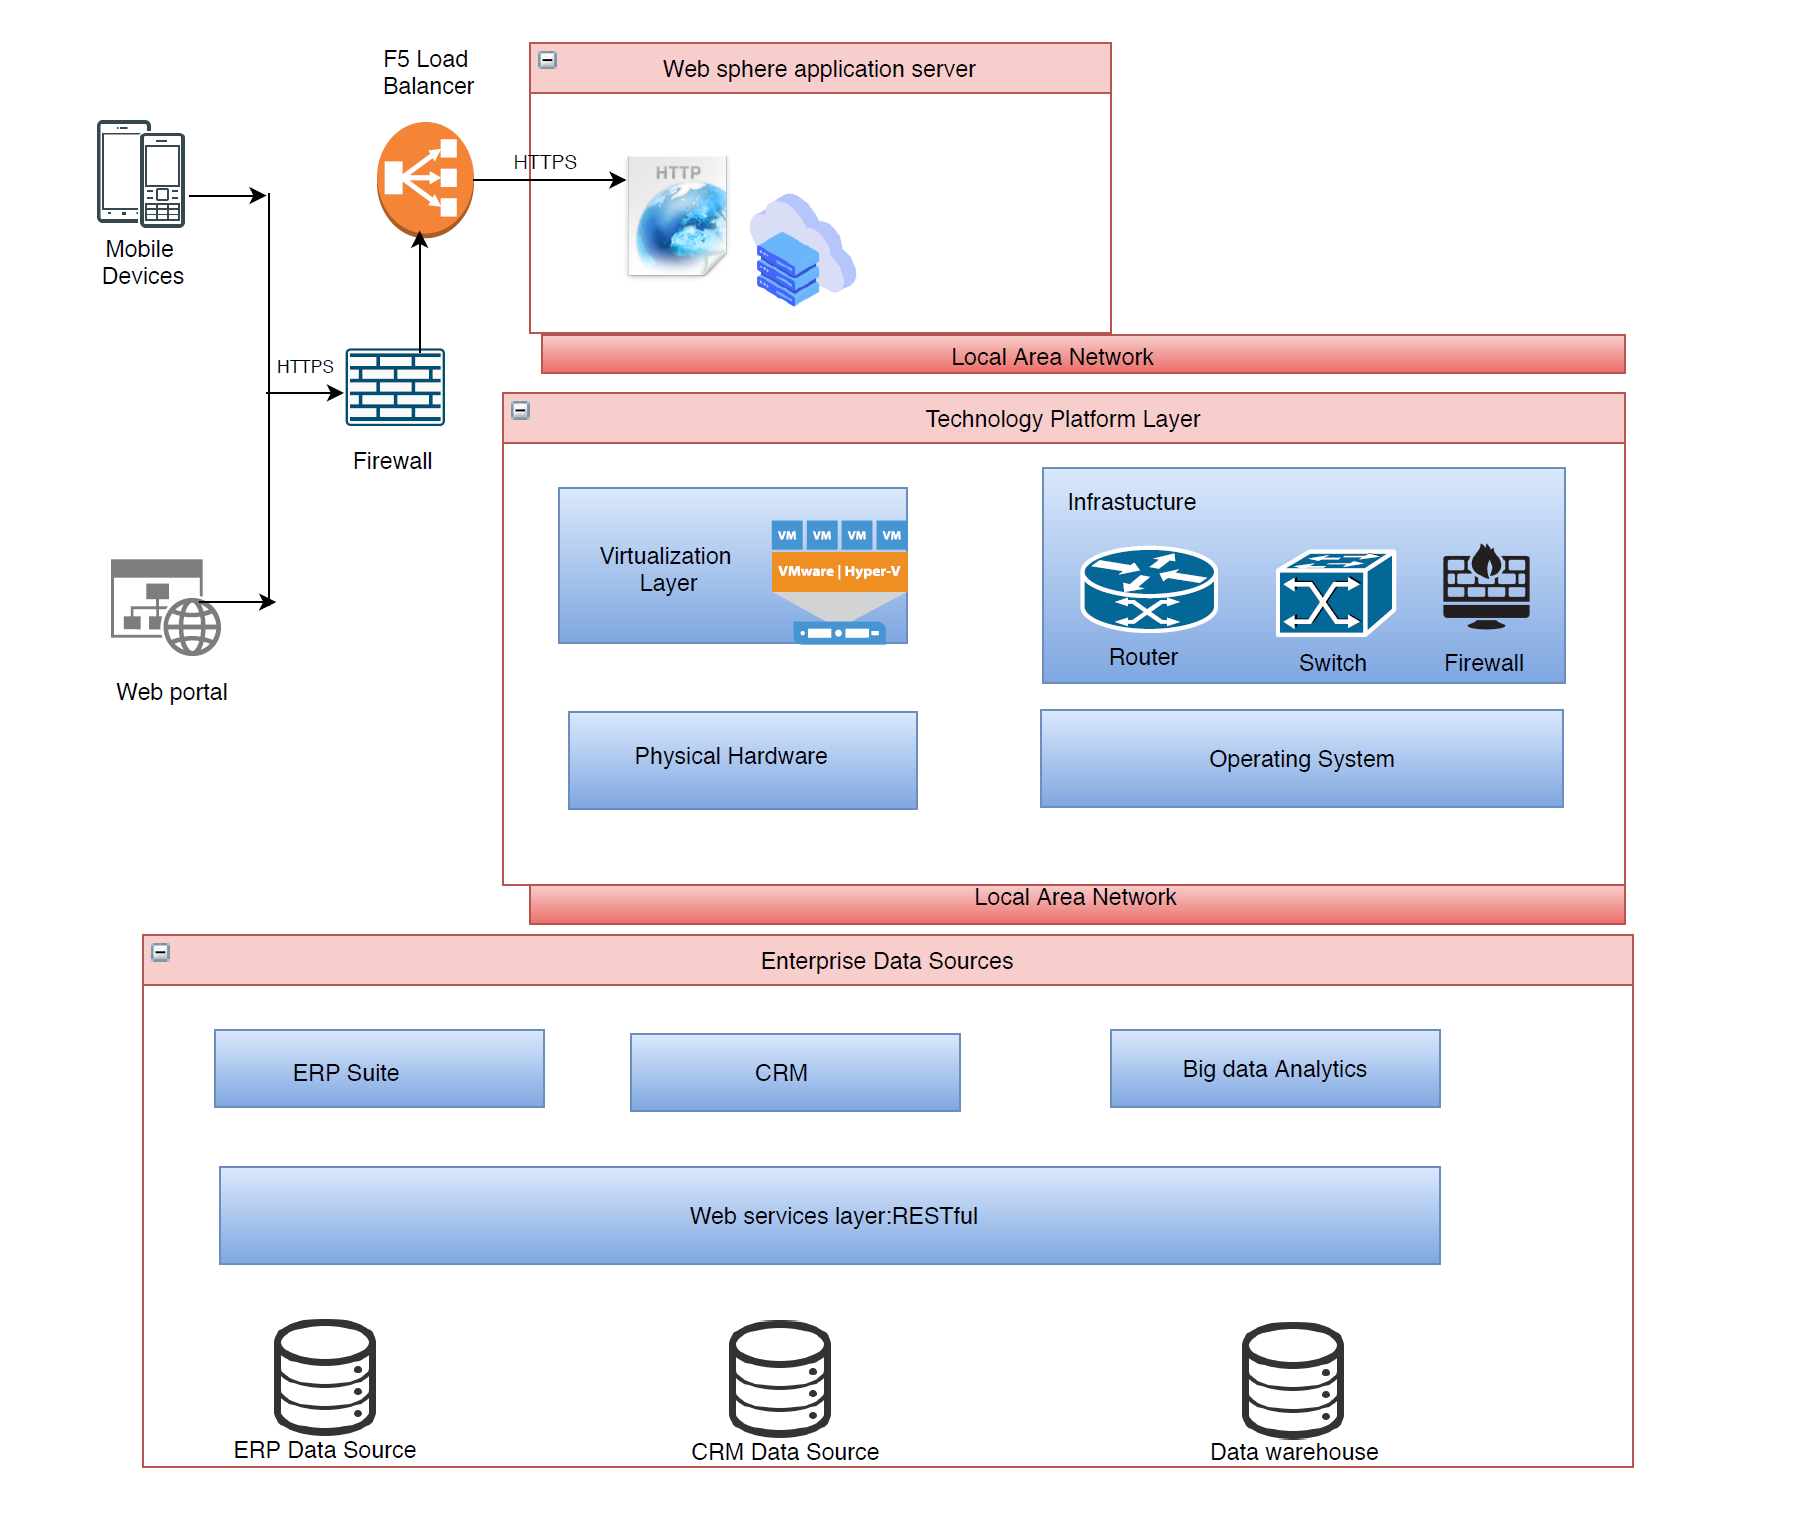 F5 Load
Balancer
Web sphere application server
HTTPS
HTTP
Mobile
Devices
Local Area Network
HTTPS
Technology Platform Layer
Firewall
Infrastucture
VM VM VM VM
Virtualization
Layer
VMware | Hyper-V
Router
Switch
Firewall
Web portal
Physical Hardware
Operating System
Local Area Network
Enterprise Data Sources
ERP Suite
CRM
Big data Analytics
Web services layer:RESTful
ERP Data Source
CRM Data Source
Data warehouse